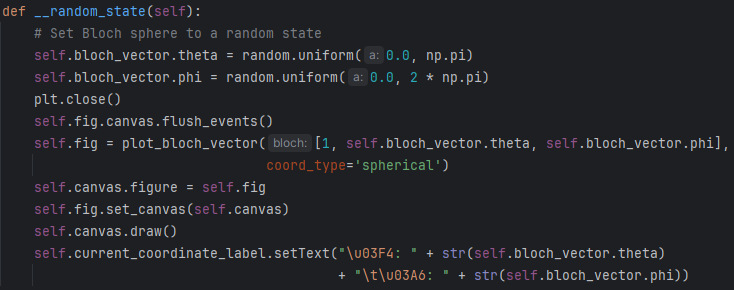 def __random_state(self):
    # Set Bloch sphere to a random state
    self.bloch_vector.theta = random.uniform( a: 0.0, np.pi)
    self.bloch_vector.phi = random.uniform( a: 0.0, 2 * np.pi)
    plt.close()
    self.fig.canvas.flush_events()
    self.fig = plot_bloch_vector( bloch: [1, self.bloch_vector.theta, self.bloch_vector.phi],
                                 coord_type='spherical')
    self.canvas.figure = self.fig
    self.fig.set_canvas(self.canvas)
    self.canvas.draw()
    self.current_coordinate_label.setText("\u03F4: " + str(self.bloch_vector.theta)
                                          + "\t\u03A6: " + str(self.bloch_vector.phi))